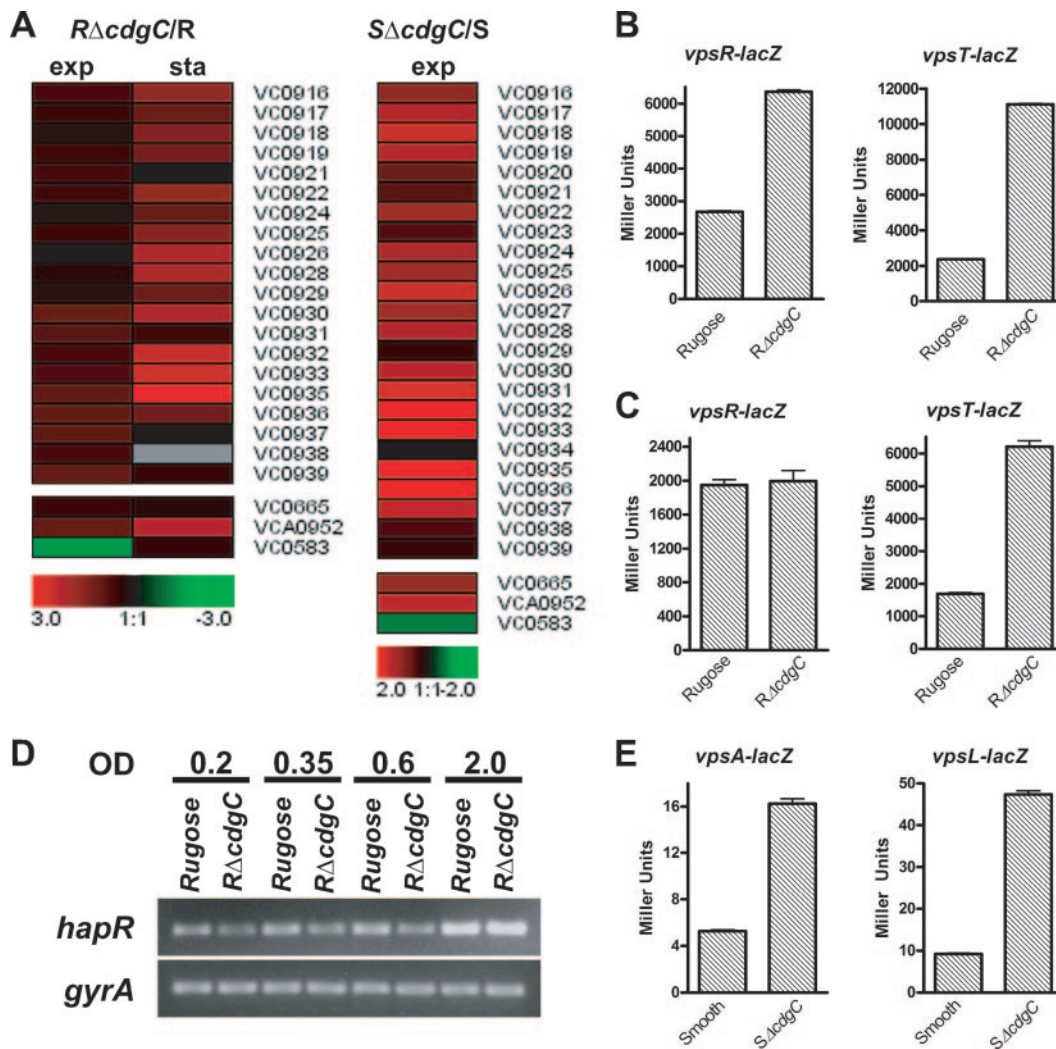 A
RΔcdgC/R
SΔcdgC/S
exp
sta
exp
VC0916
VC0917
VC0918
VC0919
VC0921
VC0922
VC0924
VC0925
VC0926
VC0928
VC0929
VC0930
VC0931
VC0932
VC0933
VC0935
VC0936
VC0937
VC0938
VC0939
VC0665
VCA0952
VC0583
3.0 1:1 -3.0
VC0916
VC0917
VC0918
VC0919
VC0920
VC0921
VC0922
VC0923
VC0924
VC0925
VC0926
VC0927
VC0928
VC0929
VC0930
VC0931
VC0932
VC0933
VC0934
VC0935
VC0936
VC0937
VC0938
VC0939
VC0665
VCA0952
VC0583
2.0 1:1 -2.0
B
vpsR-lacZ
Miller Units
6000
5000
4000
3000
2000
1000
0
Rugose
RΔcdgC
vpsT-lacZ
Miller Units
12000
10000
8000
6000
4000
2000
0
Rugose
RΔcdgC
C
vpsR-lacZ
Miller Units
2400
2000
1600
1200
800
400
0
Rugose
RΔcdgC
vpsT-lacZ
Miller Units
6000
5000
4000
3000
2000
1000
0
Rugose
RΔcdgC
D
OD 0.2 0.35 0.6 2.0
Rugose
RΔcdgC
Rugose
RΔcdgC
Rugose
RΔcdgC
Rugose
RΔcdgC
hapR
gyrA
E
vpsA-lacZ
Miller Units
16
12
8
4
0
Smooth
SΔcdgC
vpsL-lacZ
Miller Units
50
40
30
20
10
0
Smooth
SΔcdgC